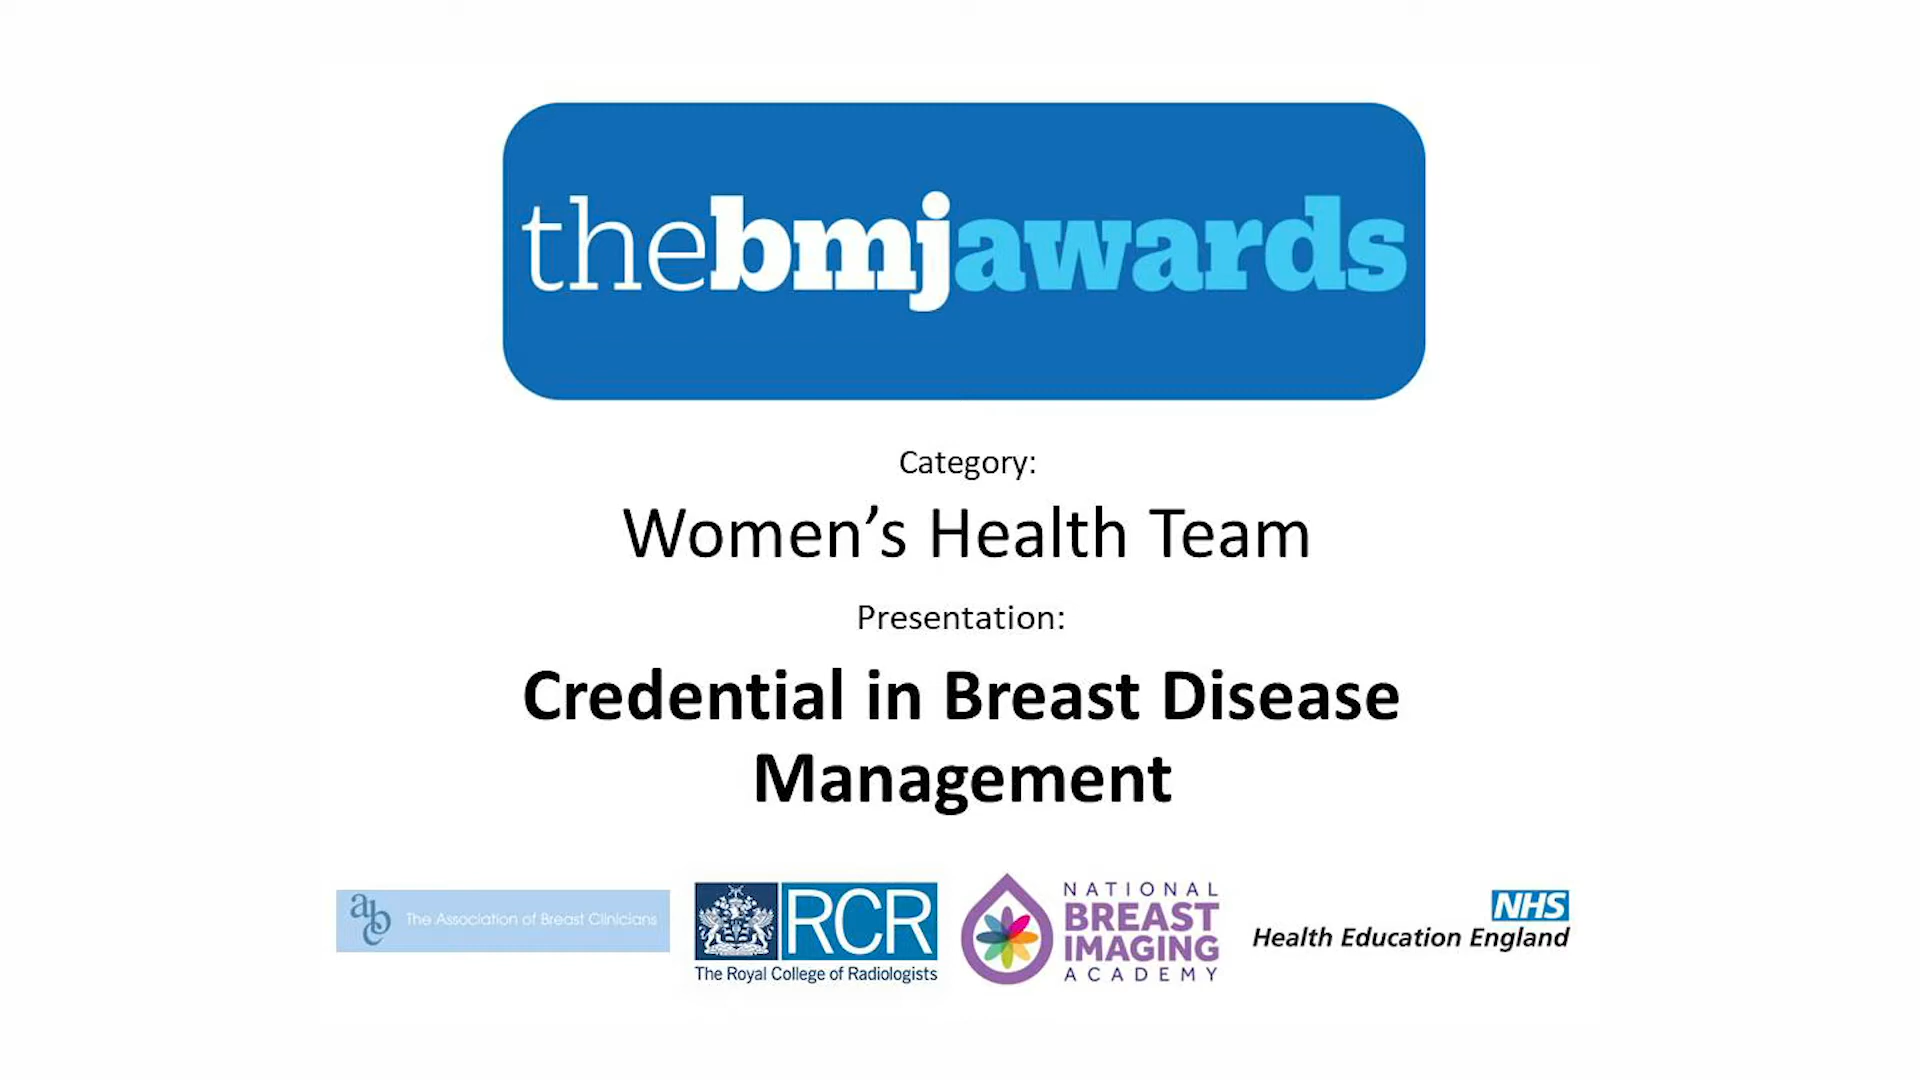 thebmjawards
Category:
Women's Health Team
Presentation:
Credential in Breast Disease
Management
abc The Association of Breast Clinicians
RCR
The Royal College of Radiologists
NATIONAL
BREAST
IMAGING
ACADEMY
NHS
Health Education England